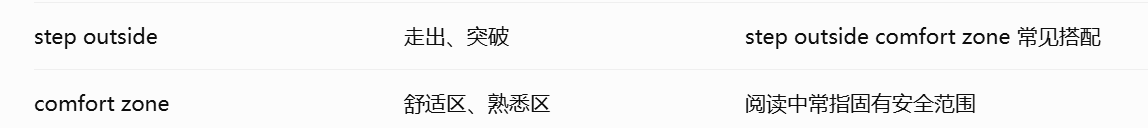 step outside 走出、突破 step outside comfort zone 常见搭配
comfort zone 舒适区、熟悉区 阅读中常指固有安全范围